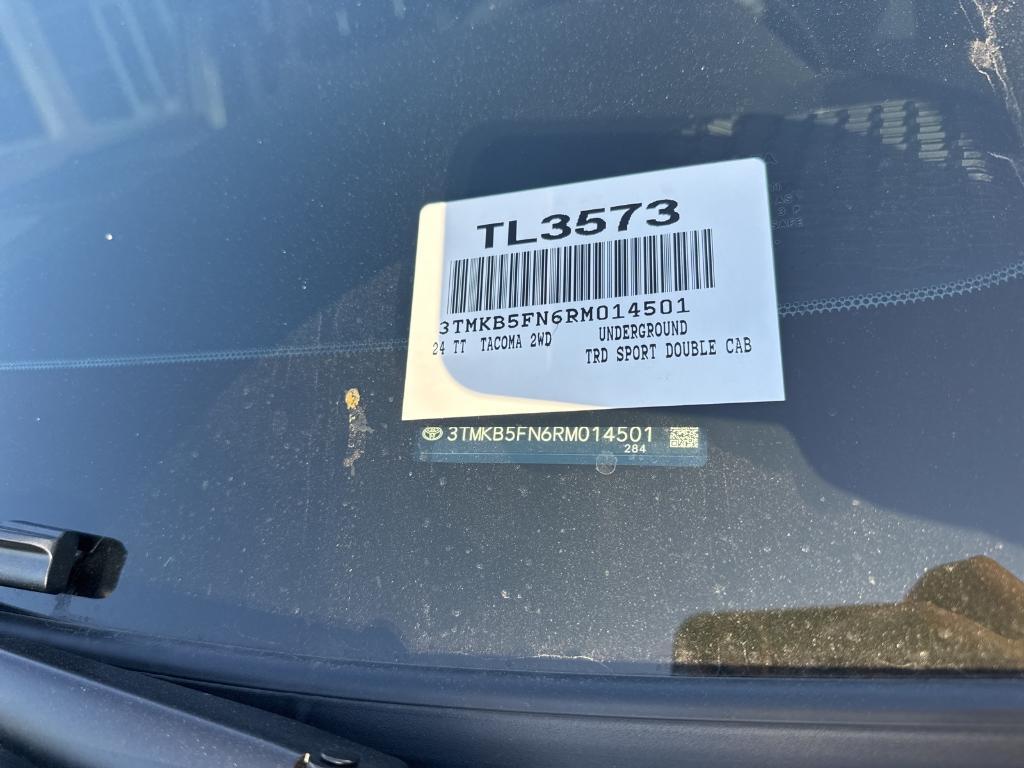 TL3573
3TMKB5FN6RM014501
24 TT TACOMA 2WD UNDERGROUND
TRD SPORT DOUBLE CAB
3TMKB5FN6RM014501
284